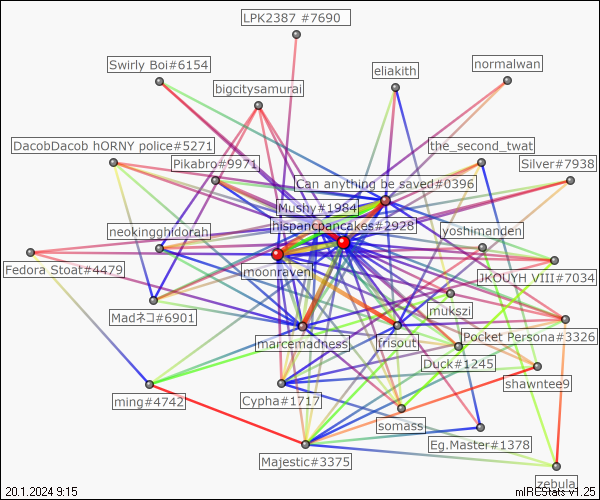 LPK2387 #7690
Swirly Boi#6154
eliakith
normalwan
bigcitysamurai
DacobDacob hORNY police#5271
the_second_twat
Pikabro#9971
Silver#7938
Can anything be saved#0396
Mushy#1984
hispancpancakes#2928
neokingghidorah
yoshimanden
Fedora Stoat#4479
moonraven
JKOUYH VIII#7034
Madネコ#6901
mukszi
marcemadness
frisout
Pocket Persona#3326
Duck#1245
shawntee9
ming#4742
Cypha#1717
somass
Eg.Master#1378
Majestic#3375
zebula
20.1.2024 9:15
mIRCStats v1.25